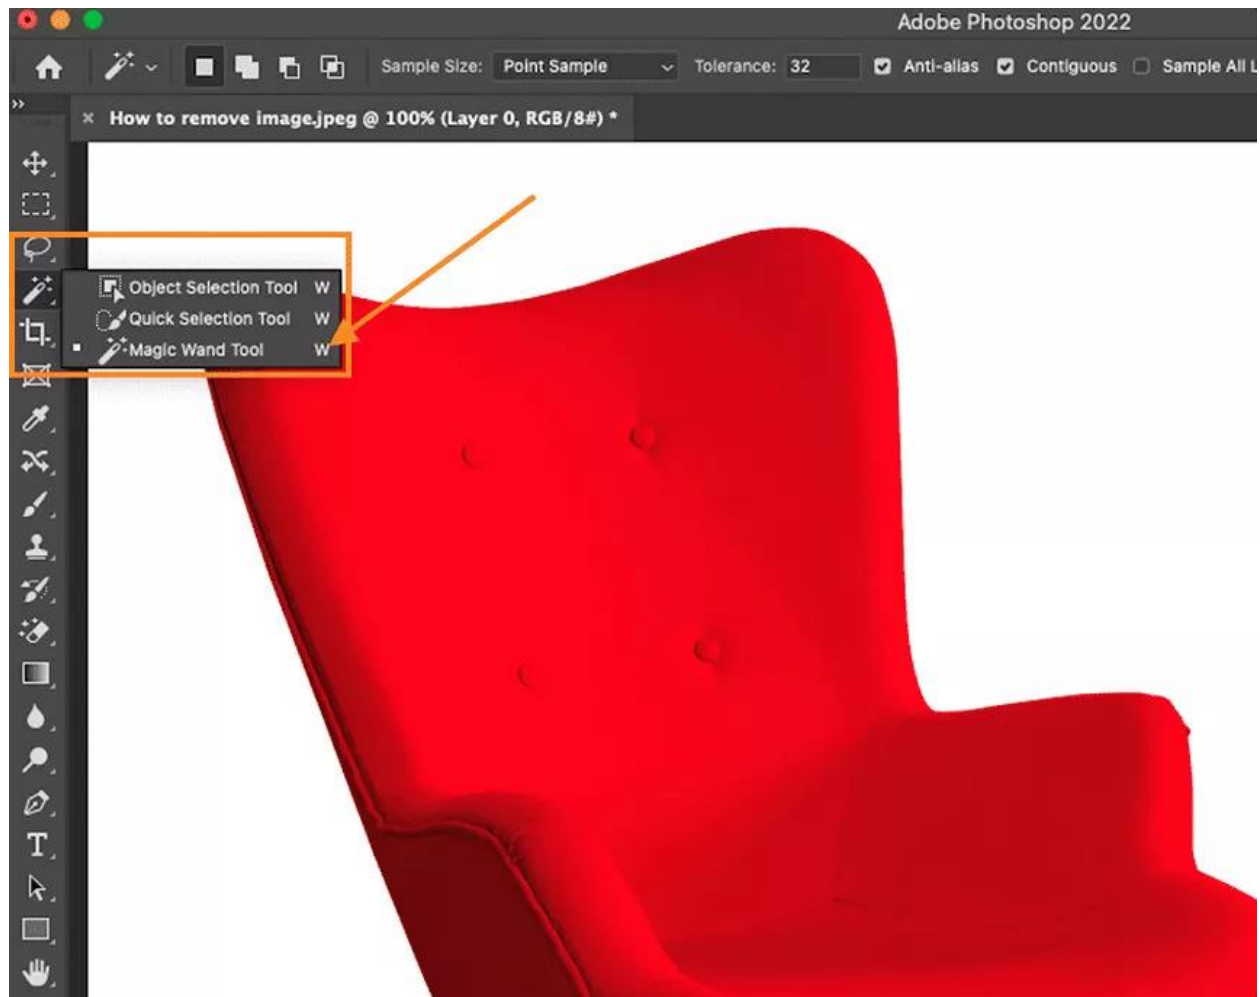 Adobe Photoshop 2022
Sample Size: Point Sample Tolerance: 32 Anti-alias Contiguous Sample All
How to remove image.jpeg @ 100% (Layer 0, RGB/8#) *
Object Selection Tool W
Quick Selection Tool W
Magic Wand Tool W